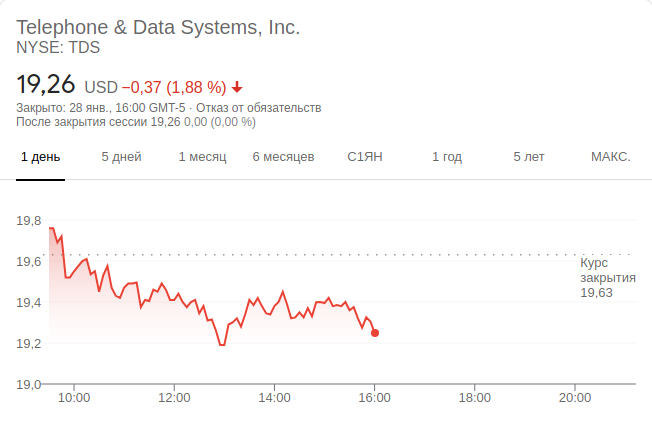 Telephone & Data Systems, Inc.
NYSE: TDS
19,26 USD −0,37 (1,88 %)
Закрыто: 28 янв., 16:00 GMT-5 · Отказ от обязательств
После закрытия сессии 19,26 0,00 (0,00 %)
1 день 5 дней 1 месяц 6 месяцев С1ЯН 1 год 5 лет МАКС.
19,8
19,6
Курс
закрытия
19,63
19,4
19,2
19,0
10:00 12:00 14:00 16:00 18:00 20:00